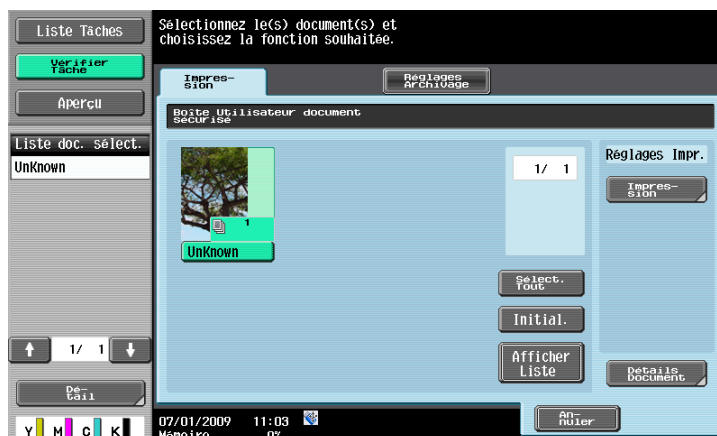 Liste Tâches
Vérifier
Tâche
Aperçu
Liste doc. sélect.
UnKnown
1/ 1
Dé-
tail
Y M C K
Sélectionnez le(s) document(s) et
choisissez la fonction souhaitée.
Impres-
sion
Réglages
Archivage
Boîte Utilisateur document
sécurisé
1
UnKnown
1/ 1
Sélect.
Tout
Initial.
Afficher
Liste
Réglages Impr.
Impres-
sion
Détails
Document
An-
nuler
07/01/2009 11:03
Mémoire 0%